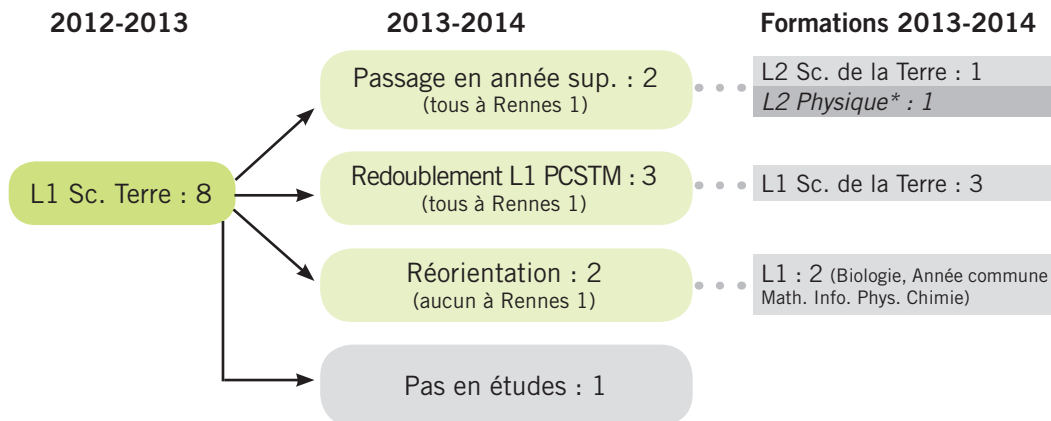 2012-2013
2013-2014
Formations 2013-2014
L1 Sc. Terre : 8
Passage en année sup. : 2
(tous à Rennes 1)
L2 Sc. de la Terre : 1
L2 Physique* : 1
Redoublement L1 PCSTM : 3
(tous à Rennes 1)
L1 Sc. de la Terre : 3
Réorientation : 2
(aucun à Rennes 1)
L1 : 2 (Biologie, Année commune
Math. Info. Phys. Chimie)
Pas en études : 1